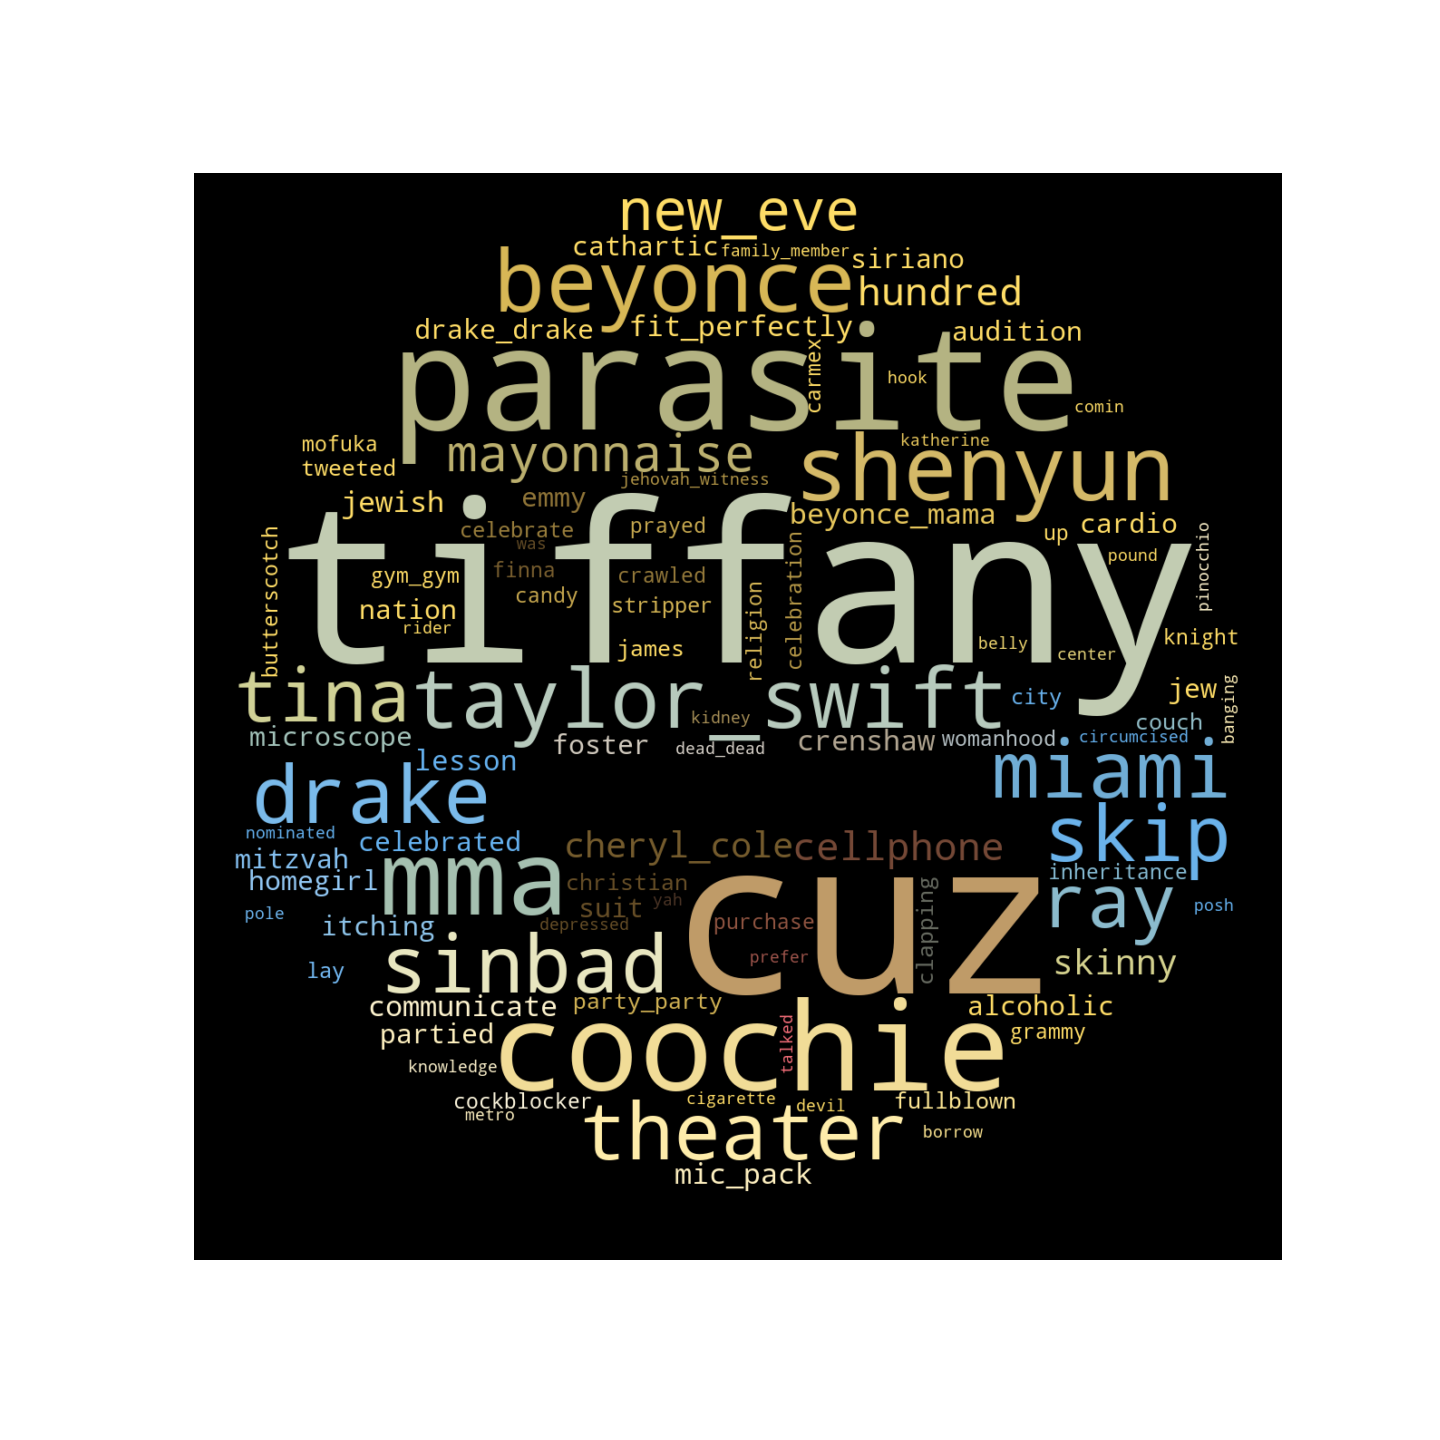 new_eve
cathartic
family_member
siriano
beyonce
hundred
drake_drake
fit_perfectly
audition
parasite
carmex
hook
comin
mofuka
tweeted
mayonnaise
katherine
shenyun
jehovah_witness
jewish
emmy
beyonce_mama
cardio
up
celebrate
prayed
was
tiffany
pound
pinocchio
butterscotch
gym_gym
finna
crawled
candy
stripper
nation
rider
religion
celebration
james
belly
center
knight
tina
taylor_swift
city
jew
banging
kidney
couch
microscope
foster
dead_dead
crenshaw
womanhood
circumcised
lesson
drake
miami
nominated
celebrated
cheryl_cole
cellphone
skip
mitzvah
homegirl
mma
christian
inheritance
pole
suit
yah
cuz
ray
posh
itching
depressed
purchase
clapping
lay
sinbad
prefer
skinny
communicate
party_party
alcoholic
partied
coochie
talked
grammy
knowledge
cockblocker
metro
cigarette
devil
fullblown
theater
borrow
mic_pack